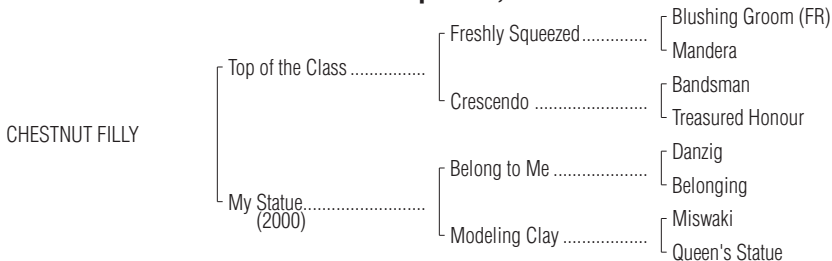 Blushing Groom (FR)
Freshly Squeezed..............
Mandera
Top of the Class ................
Bandsman
Crescendo ........................
Treasured Honour
CHESTNUT FILLY
Danzig
Belong to Me ....................
Belonging
My Statue..........................
(2000)
Miswaki
Modeling Clay ..................
Queen's Statue